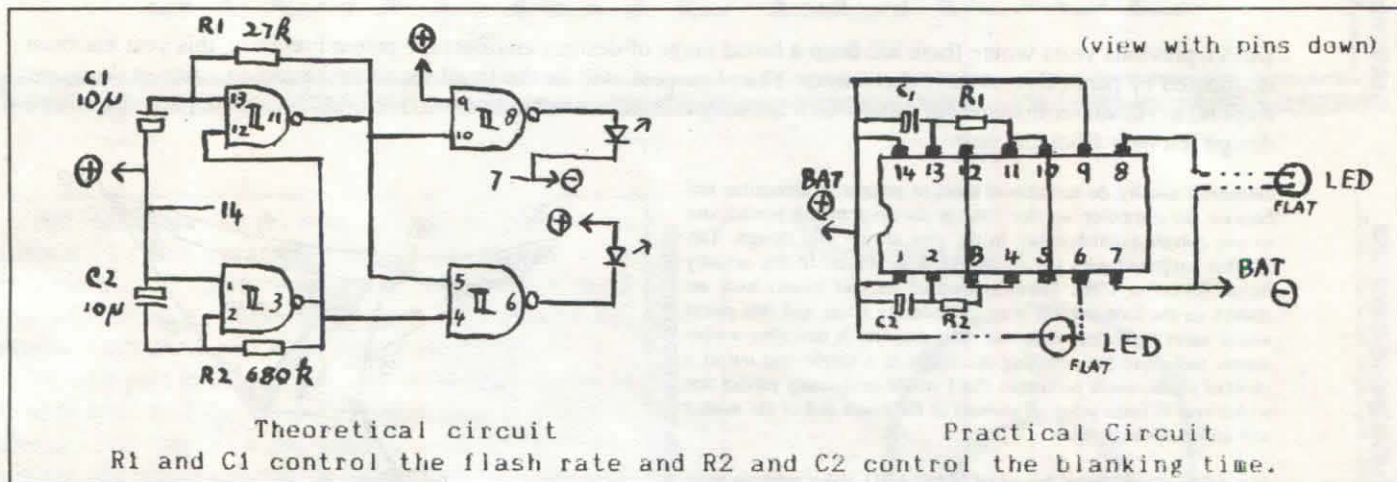 R1 27k
C1
10μ
13
12
11
14
C2
10μ
1
2
3
R2 680k
9
10
8
7
5
4
6
Theoretical circuit
(view with pins down)
C1 R1
14 13 12 11 10 9 8
BAT
LED
FLAT
1 2 3 4 5 6 7
BAT
C2 R2
LED
FLAT
Practical Circuit
R1 and C1 control the flash rate and R2 and C2 control the blanking time.